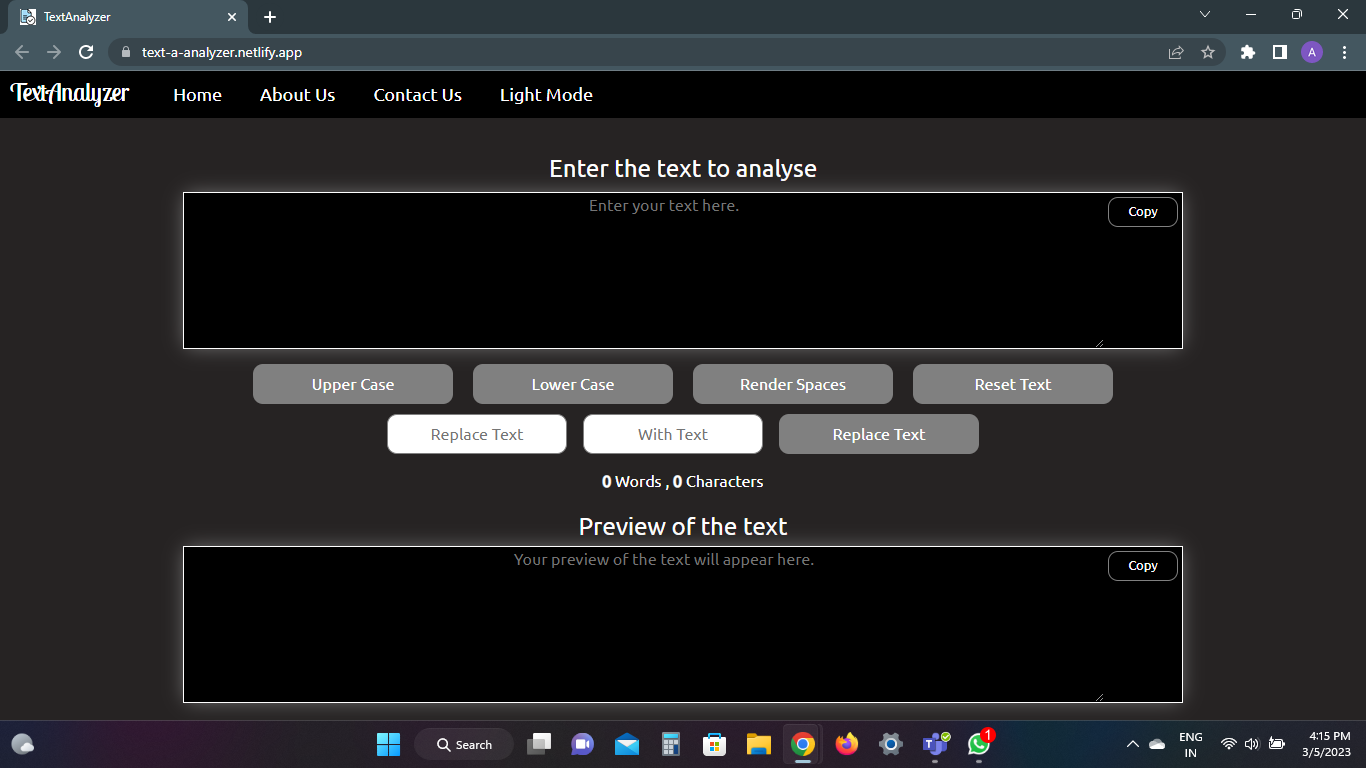 TextAnalyzer
text-a-analyzer.netlify.app
A
TextAnalyzer Home About Us Contact Us Light Mode
Enter the text to analyse
Enter your text here.
Copy
Upper Case Lower Case Render Spaces Reset Text
Replace Text With Text Replace Text
0 Words , 0 Characters
Preview of the text
Your preview of the text will appear here.
Copy
Search
1
ENG
IN
4:15 PM
3/5/2023